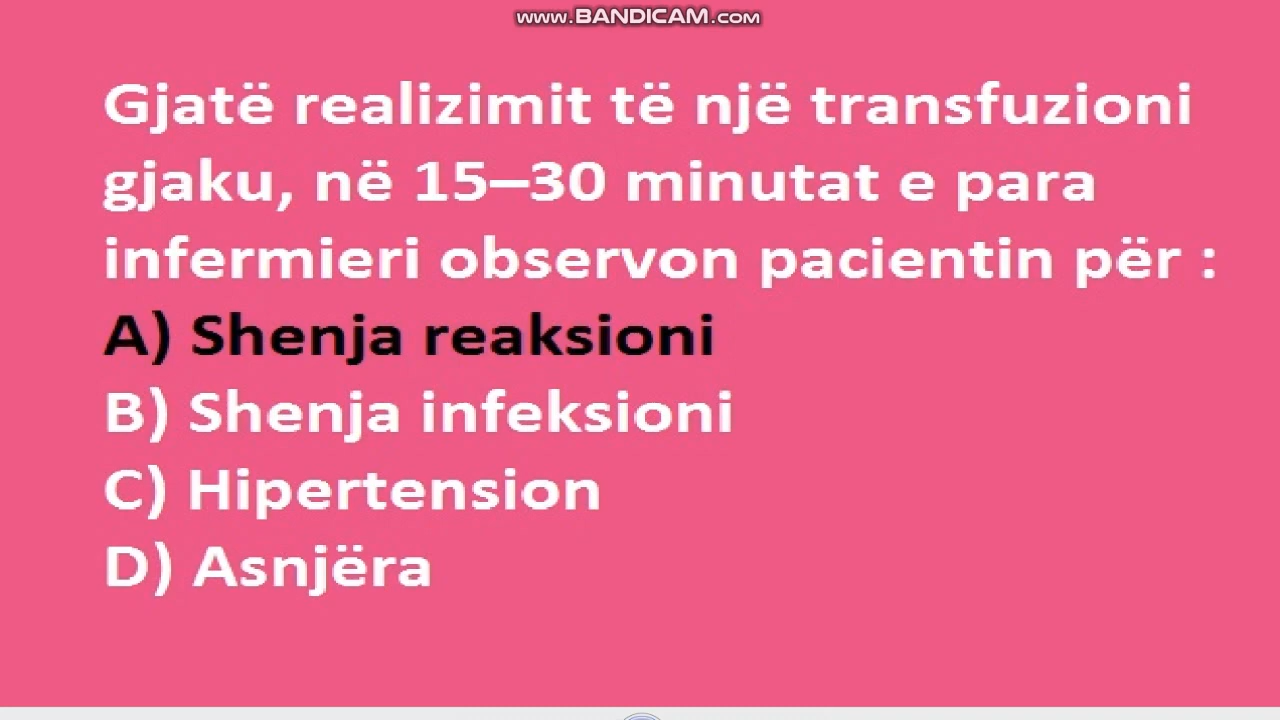 www.BANDICAM.com
Gjatë realizimit të një transfuzioni
gjaku, në 15–30 minutat e para
infermieri observon pacientin për :
A) Shenja reaksioni
B) Shenja infeksioni
C) Hipertension
D) Asnjëra